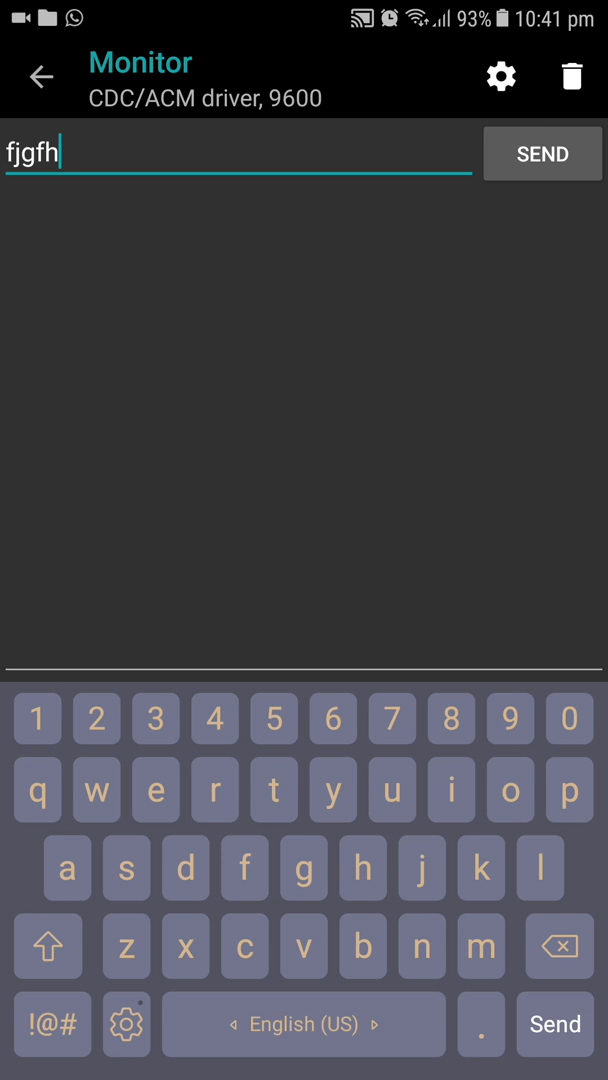 93% 10:41 pm
Monitor
CDC/ACM driver, 9600
fjgfh SEND
1 2 3 4 5 6 7 8 9 0
q w e r t y u i o p
a s d f g h j k l
z x c v b n m
!@# English (US) . Send